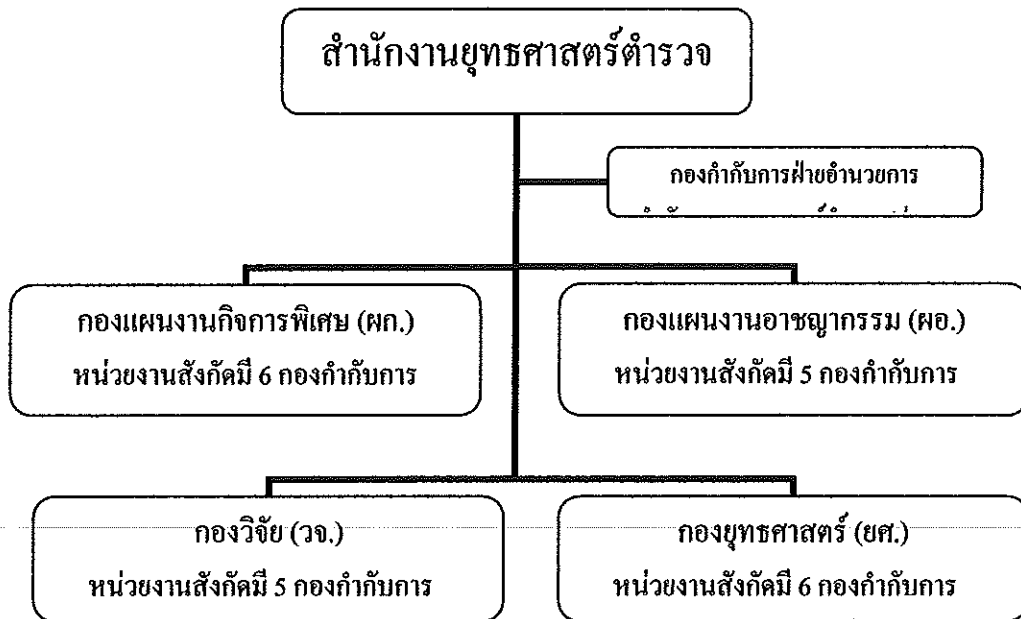 สำนักงานยุทธศาสตร์ตำรวจ
กองกำกับการฝ่ายอำนวยการ
กองแผนงานกิจการพิเศษ (ผก.)
หน่วยงานสังกัดมี 6 กองกำกับการ
กองแผนงานอาชญากรรม (ผอ.)
หน่วยงานสังกัดมี 5 กองกำกับการ
กองวิจัย (วจ.)
หน่วยงานสังกัดมี 5 กองกำกับการ
กองยุทธศาสตร์ (ยศ.)
หน่วยงานสังกัดมี 6 กองกำกับการ